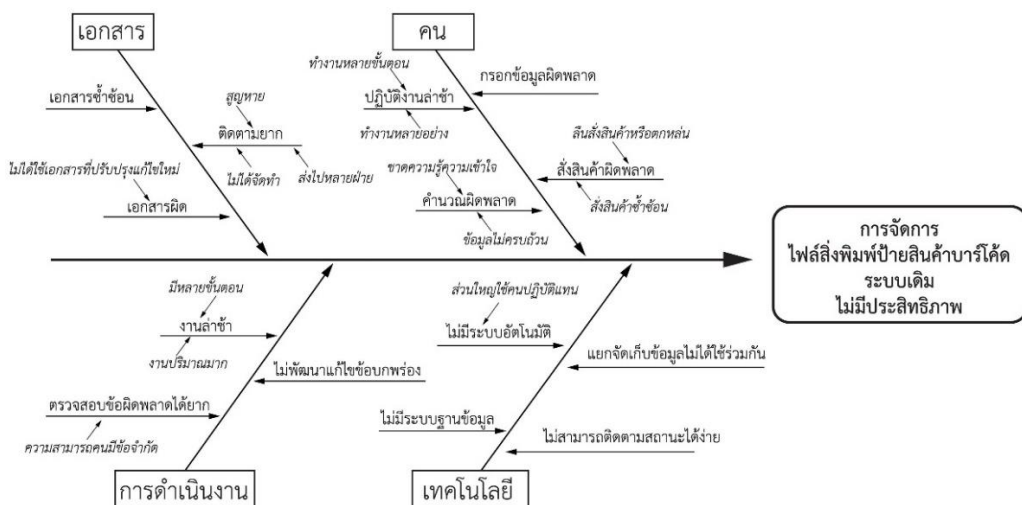 เอกสาร
คน
ทำงานหลายขั้นตอน
กรอกข้อมูลผิดพลาด
เอกสารซ้ำซ้อน
สูญหาย
ปฏิบัติงานล่าช้า
ติดตามยาก
ทำงานหลายอย่าง
ลืนสั่งสินค้าหรือตกหล่น
ไม่ได้ใช้เอกสารที่ปรับปรุงแก้ไขใหม่
ไม่ได้จัดทำ
ส่งไปหลายฝ่าย
ขาดความรู้ความเข้าใจ
สั่งสินค้าผิดพลาด
เอกสารผิด
คำนวณผิดพลาด
สั่งสินค้าซ้ำซ้อน
ข้อมูลไม่ครบถ้วน
การจัดการ
ไฟล์สิ่งพิมพ์ป้ายสินค้าบาร์โค้ด
ระบบเดิม
ไม่มีประสิทธิภาพ
มีหลายขั้นตอน
ส่วนใหญ่ใช้คนปฏิบัติแทน
งานล่าช้า
ไม่มีระบบอัตโนมัติ
งานปริมาณมาก
แยกจัดเก็บข้อมูลไม่ได้ใช้ร่วมกัน
ไม่พัฒนาแก้ไขข้อบกพร่อง
ตรวจสอบข้อผิดพลาดได้ยาก
ไม่มีระบบฐานข้อมูล
ความสามารถคนมีข้อจำกัด
ไม่สามารถติดตามสถานะได้ง่าย
การดำเนินงาน
เทคโนโลยี